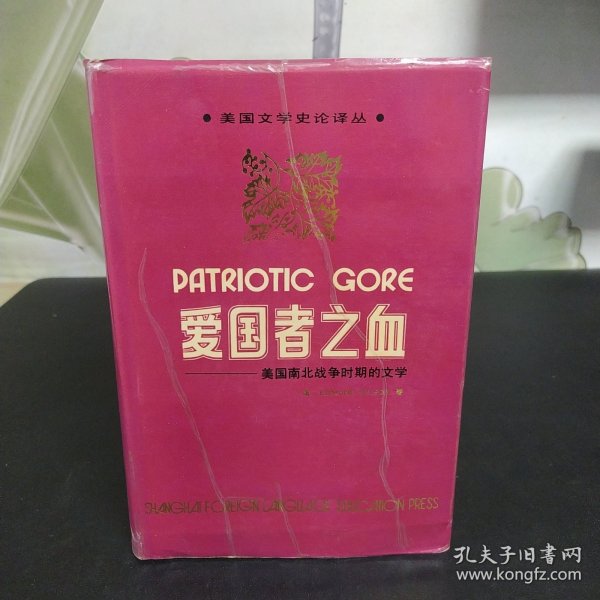 • 美国文学史论译丛 •
PATRIOTIC GORE
爱国者之血
——美国南北战争时期的文学
著
SHANGHAI FOREIGN LANGUAGE EDUCATION PRESS
孔夫子旧书网
www.kongfz.com